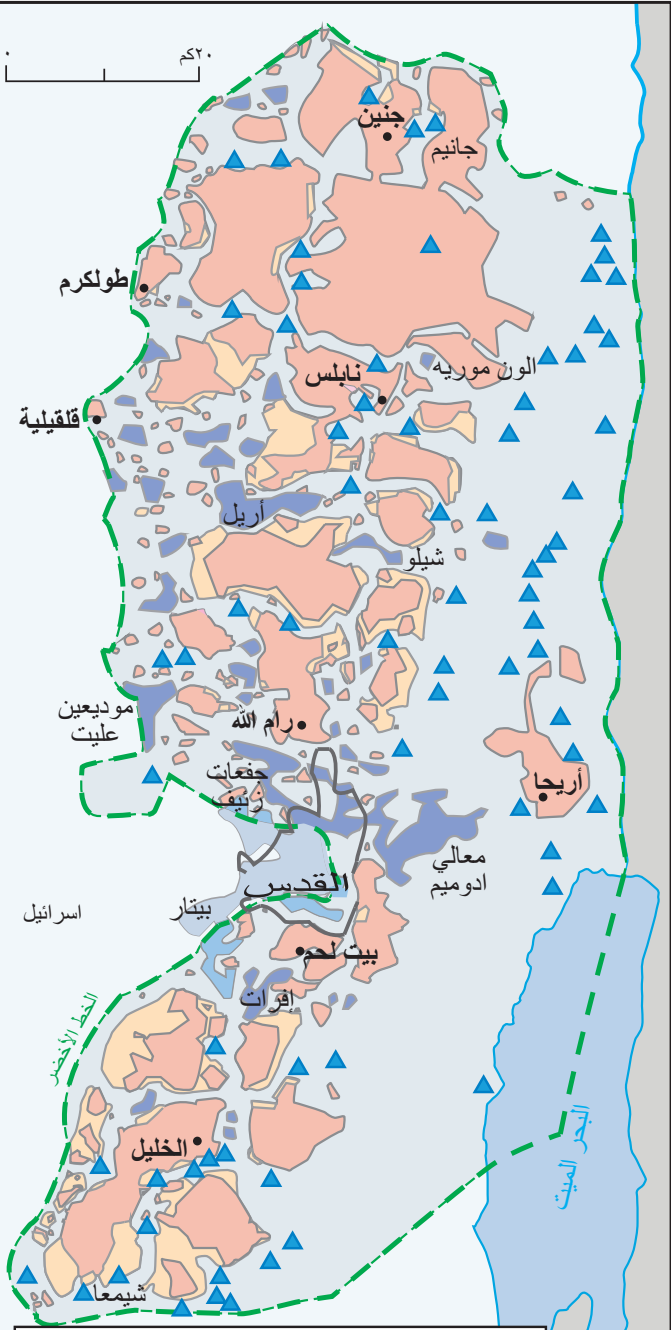 ٠
٢٠كم
جنين
جانيم
طولكرم
الون موريه
نابلس
قلقيلية
أريل
شيلو
موديعين
عليت
رام الله
جفعات
زئيف
أريحا
معالي
ادوميم
القدس
بيتار
اسرائيل
بيت لحم
إفرات
الخط الأخضر
البحر الميت
الخليل
شيمعا